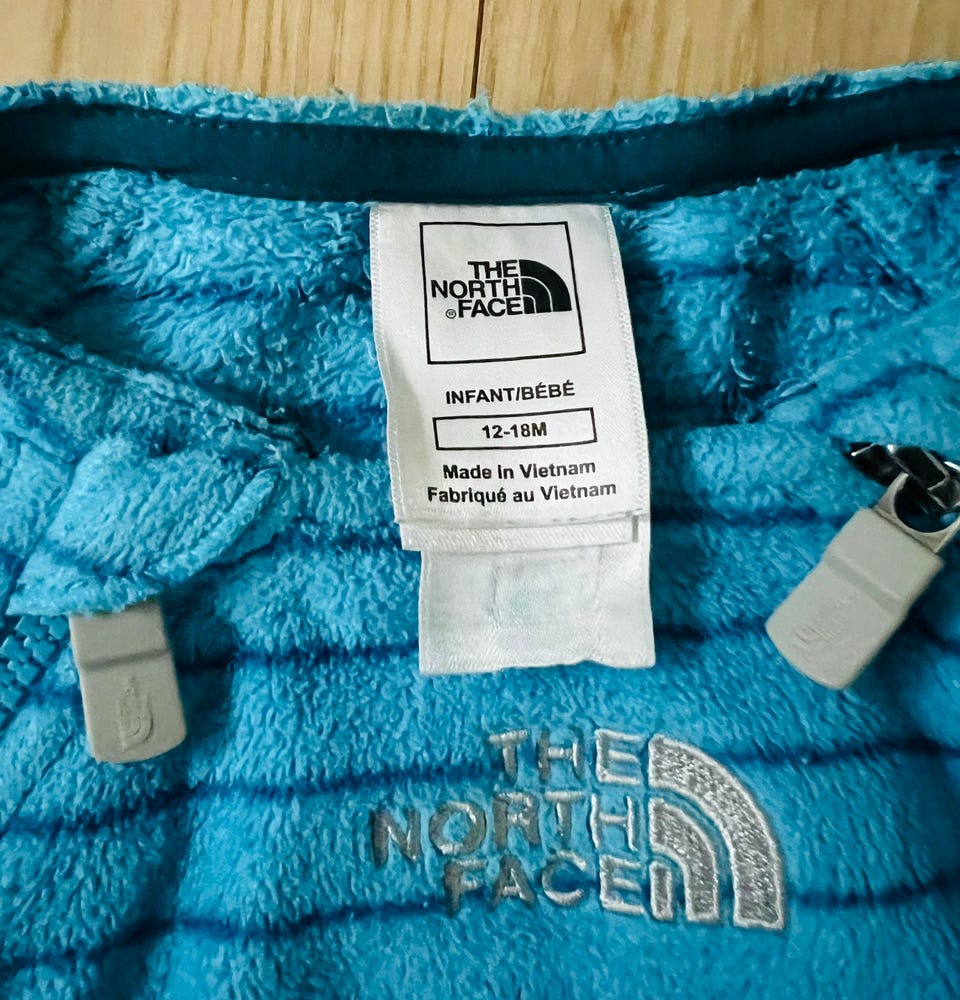 THE
NORTH
® FACE
INFANT/BÉBÉ
12-18M
Made in Vietnam
Fabriqué au Vietnam
THE
NORTH
FACE